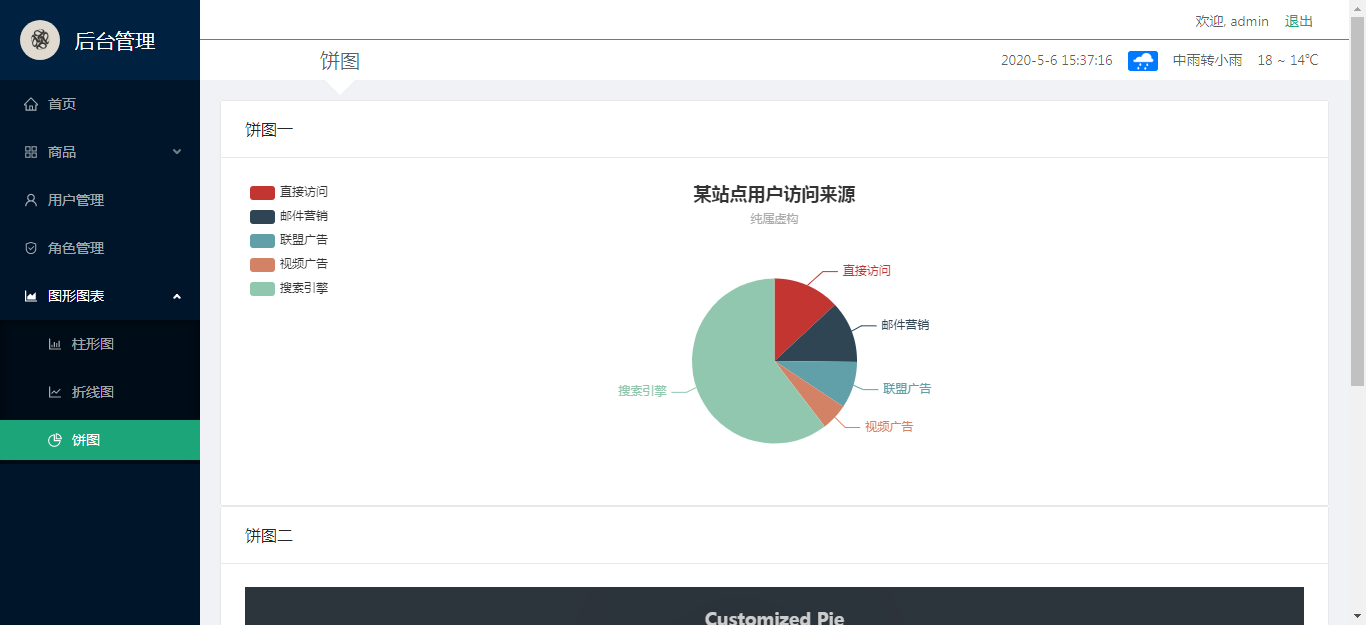 后台管理
首页
商品
用户管理
角色管理
图形图表
柱形图
折线图
饼图
欢迎, admin 退出
饼图
2020-5-6 15:37:16 中雨转小雨 18 ~ 14℃
饼图一
直接访问
邮件营销
联盟广告
视频广告
搜索引擎
某站点用户访问来源
纯属虚构
直接访问
邮件营销
联盟广告
视频广告
搜索引擎
饼图二
Customized Pie